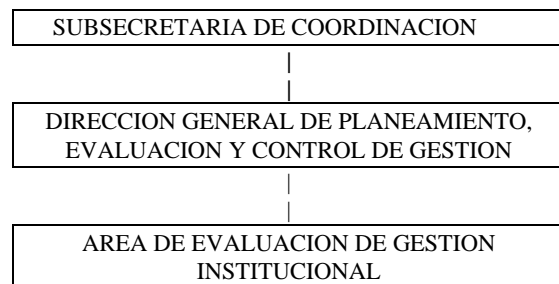 SUBSECRETARIA DE COORDINACION
DIRECCION GENERAL DE PLANEAMIENTO,
EVALUACION Y CONTROL DE GESTION
AREA DE EVALUACION DE GESTION
INSTITUCIONAL